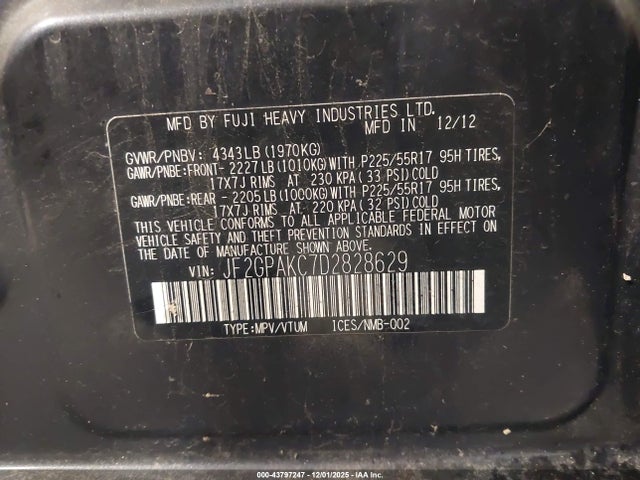 MFD BY FUJI HEAVY INDUSTRIES LTD.
MFD IN 12/12
GVWR/PNBV: 4343LB(1970KG)
GAWR/PNBE:FRONT- 2227LB(1010KG)WITH P225/55R17 95H TIRES,
17X7J RIMS AT 230 KPA(33 PSI)COLD
GAWR/PNBE:REAR - 2205LB(1000KG)WITH P225/55R17 95H TIRES,
17X7J RIMS AT 220 KPA(32 PSI)COLD
THIS VEHICLE CONFORMS TO ALL APPLICABLE FEDERAL MOTOR
VEHICLE SAFETY AND THEFT PREVENTION STANDARDS IN EFFECT ON
THE DATE OF MANUFACTURE SHOWN ABOVE.
VIN: JF2GPAKC7D2828629
TYPE:MPV/VTUM ICES/NMB-002
000-43797247 - 12/01/2025 - IAA Inc.